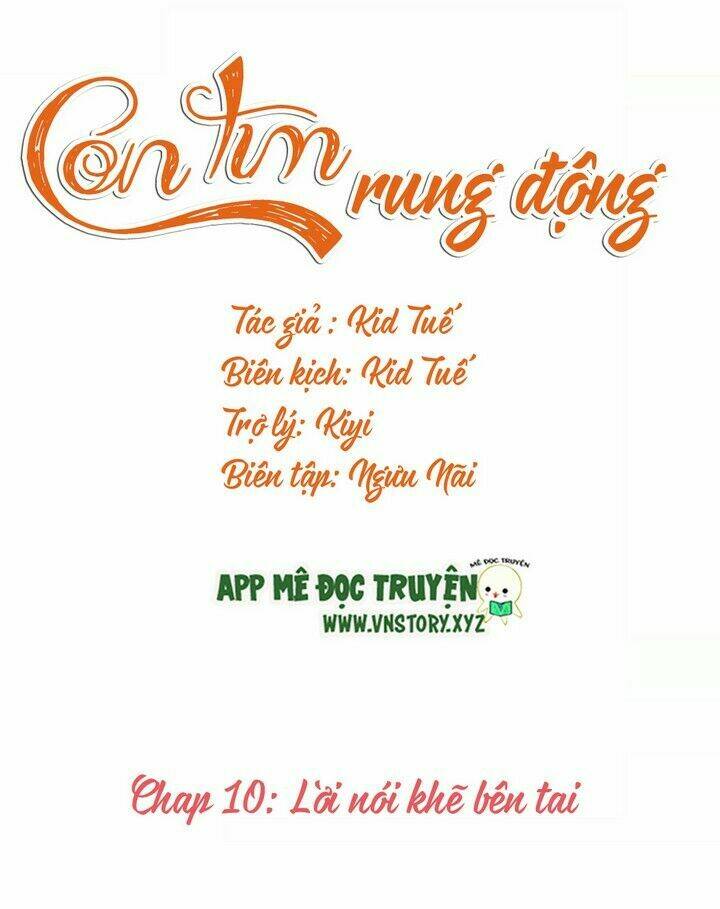 Con tim rung động
Tác giả : Kid Tuế
Biên kịch: Kid Tuế
Trợ lý: Kiyi
Biên tập: Ngưu Nãi
MÊ ĐỌC TRUYỆN
APP MÊ ĐỌC TRUYỆN
WWW.VNSTORY.XYZ
Chap 10: Lời nói khẽ bên tai